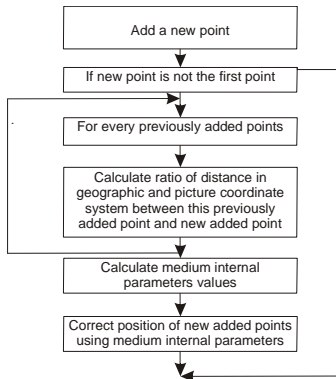 Add a new point
If new point is not the first point
For every previously added points
Calculate ratio of distance in
geographic and picture coordinate
system between this previously
added point and new added point
Calculate medium internal
parameters values
Correct position of new added points
using medium internal parameters